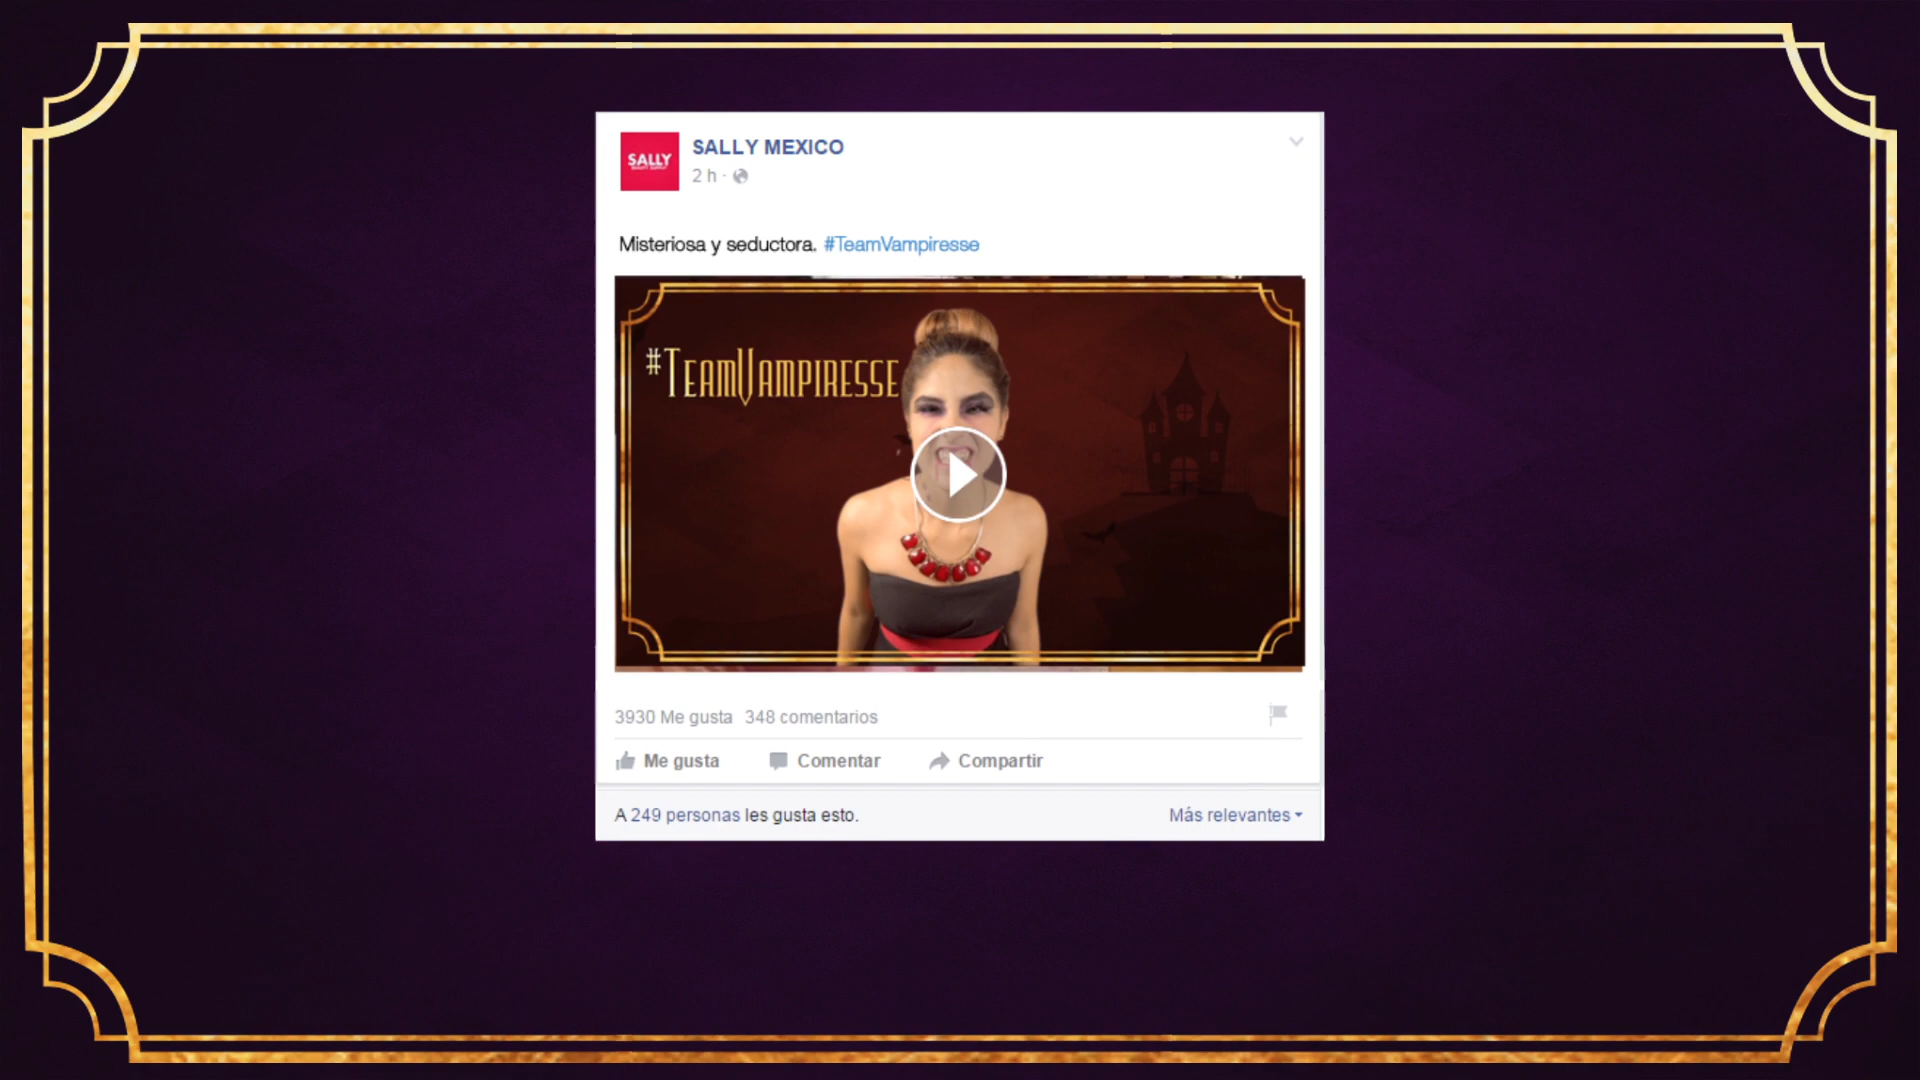 SALLY MEXICO
SALLY
2 h ·
Misteriosa y seductora. #TeamVampiresse
#TEAMVAMPIRESSE
3930 Me gusta 348 comentarios
Me gusta Comentar Compartir
A 249 personas les gusta esto. Más relevantes